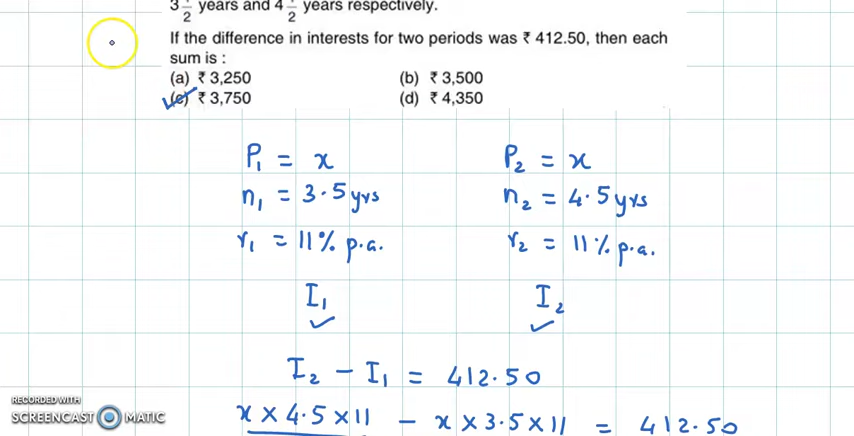 3 1/2 years and 4 1/2 years respectively.
If the difference in interests for two periods was ₹ 412.50, then each
sum is :
(a) ₹ 3,250 (b) ₹ 3,500
(c) ₹ 3,750 (d) ₹ 4,350
P₁ = x P₂ = x
n₁ = 3.5 yrs n₂ = 4.5 yrs
r₁ = 11% p.a. r₂ = 11% p.a.
I₁ I₂
I₂ - I₁ = 412.50
x × 4.5 × 11 - x × 3.5 × 11 = 412.50
RECORDED WITH
SCREENCAST MATIC